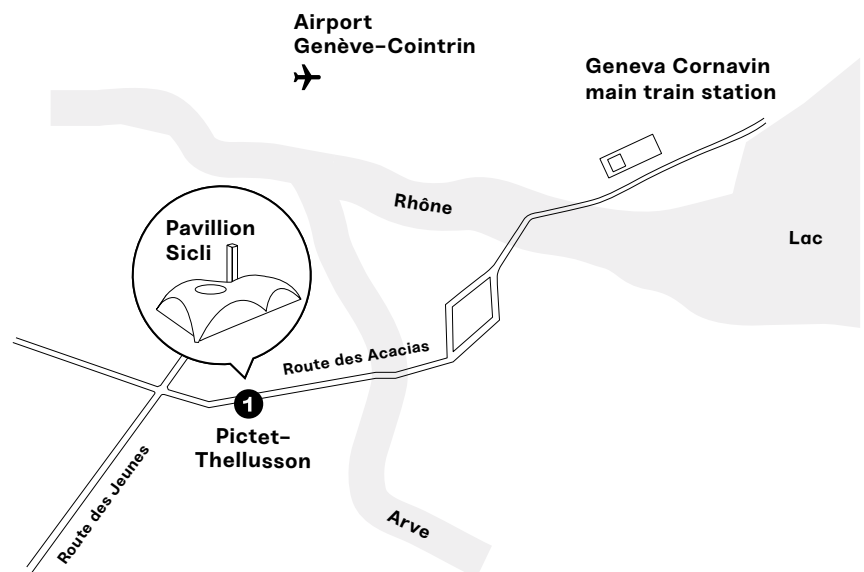 Airport
Genève–Cointrin
Geneva Cornavin
main train station
Rhône
Lac
Pavillion
Sicli
Route des Acacias
1
Pictet–
Thellusson
Route des Jeunes
Arve